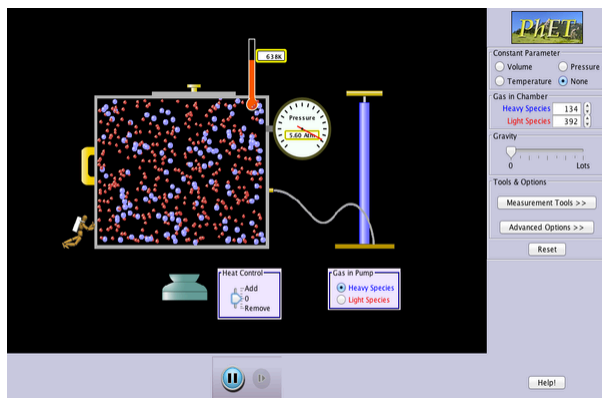 PhET
638K
Pressure
5.60 Atm
Constant Parameter
Volume
Pressure
Temperature
None
Gas in Chamber
Heavy Species 134
Light Species 392
Gravity
0 Lots
Tools & Options
Measurement Tools >>
Advanced Options >>
Reset
Heat Control
Add
0
Remove
Gas in Pump
Heavy Species
Light Species
Help!